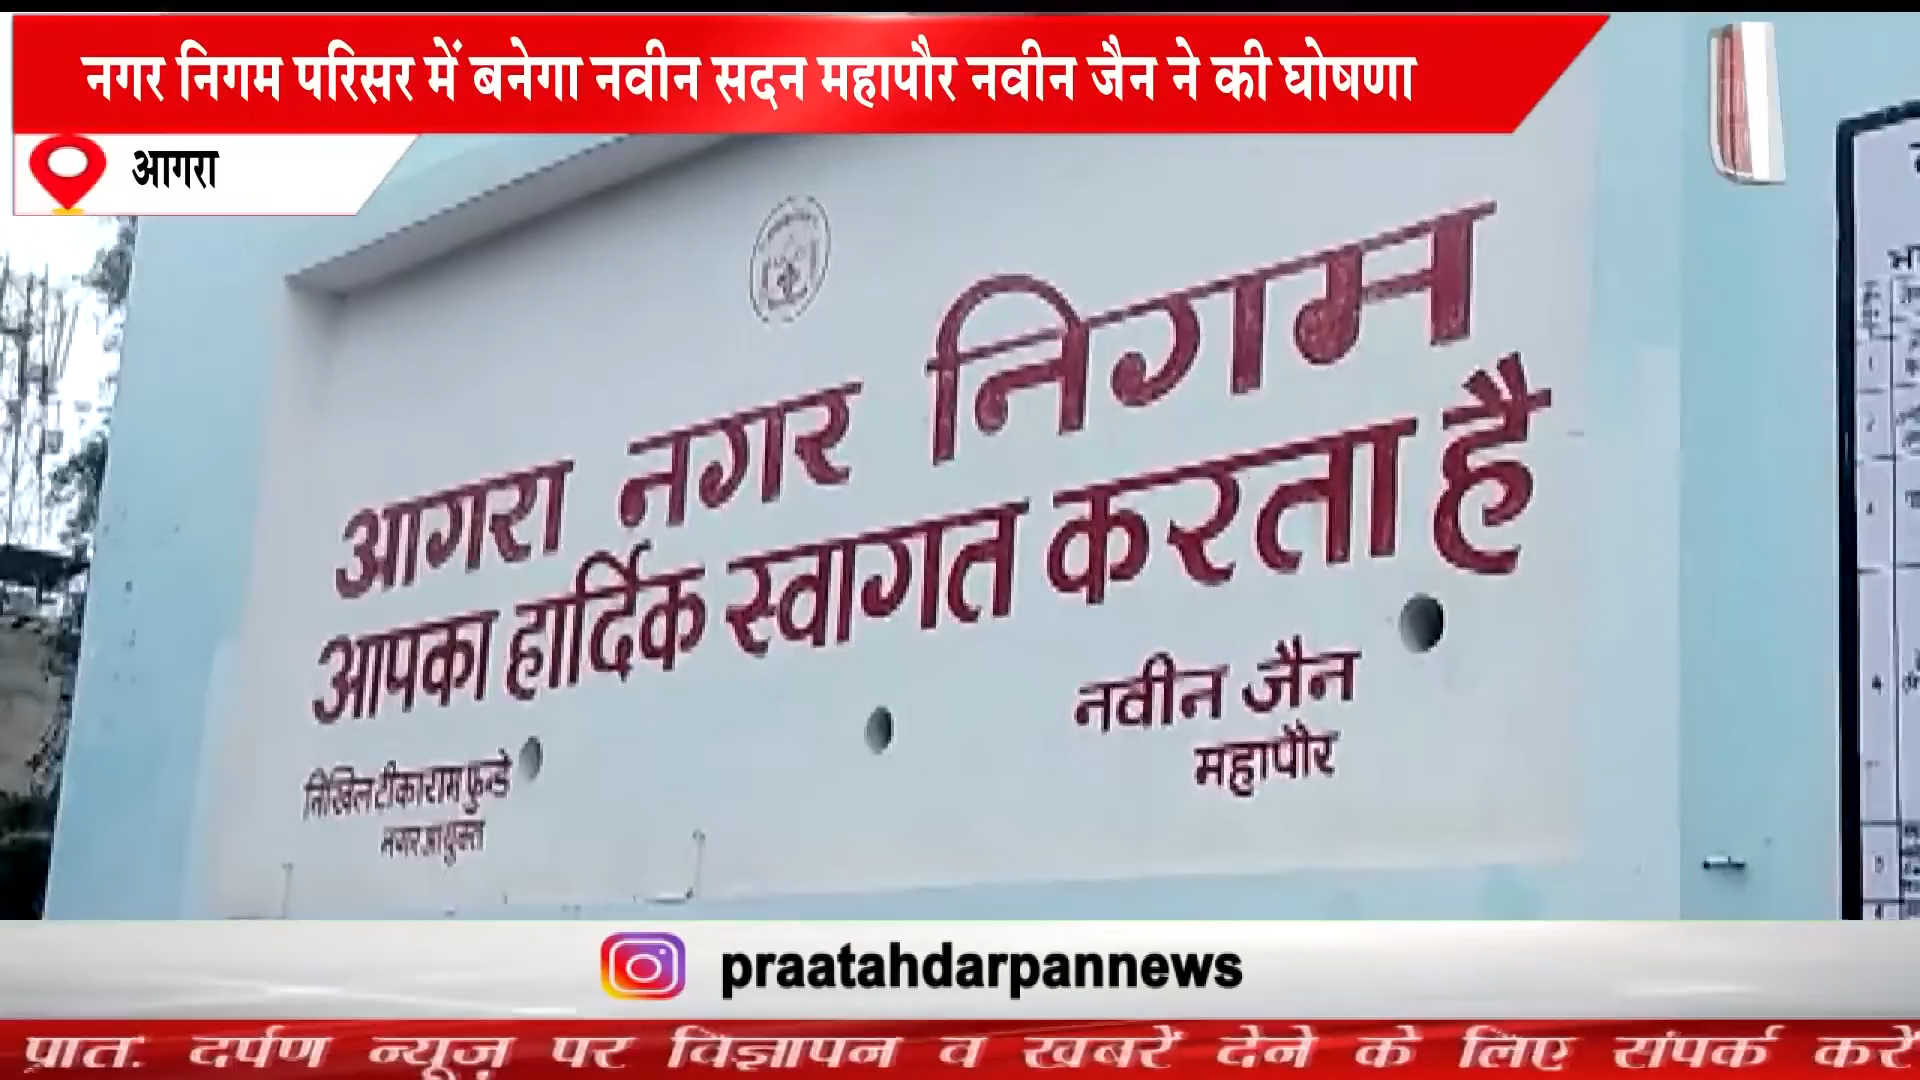 नगर निगम परिसर में बनेगा नवीन सदन महापौर नवीन जैन ने की घोषणा
आगरा
आगरा नगर निगम
आपका हार्दिक स्वागत करता है
नवीन जैन
महापौर
निखिल टीकाराम फुन्डे
नगर आयुक्त
praatahdarpannews
प्रात: दर्पण न्यूज़ पर विज्ञापन व खबरें देने के लिए संपर्क करें